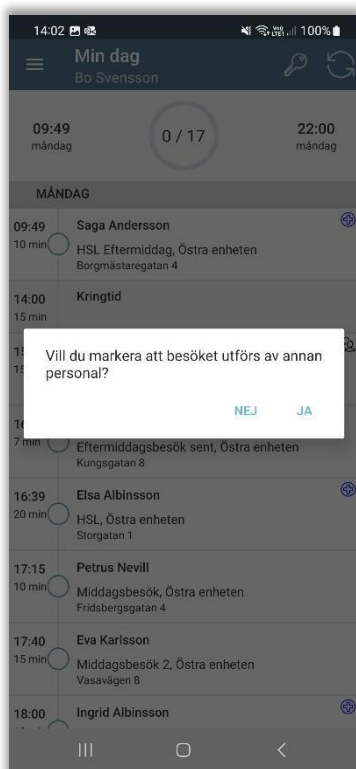 14:02 100%
Min dag
Bo Svensson
09:49
måndag
0 / 17
22:00
måndag
MÅNDAG
09:49 Saga Andersson
10 min HSL Eftermiddag, Östra enheten
Borgmästaregatan 4
14:00 Kringtid
15 min
Vill du markera att besöket utförs av annan
personal?
NEJ JA
7 min Eftermiddagsbesök sent, Östra enheten
Kungsgatan 8
16:39 Elsa Albinsson
20 min HSL, Östra enheten
Storgatan 1
17:15 Petrus Nevill
10 min Middagsbesök, Östra enheten
Fridsbergsgatan 4
17:40 Eva Karlsson
15 min Middagsbesök 2, Östra enheten
Vasavägen 8
18:00 Ingrid Albinsson